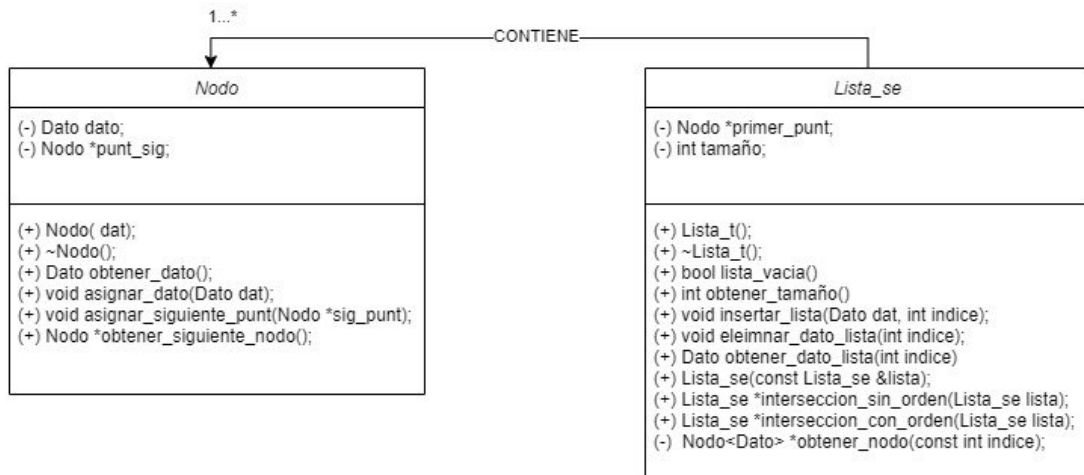 1...*
CONTIENE
Nodo
(-) Dato dato;
(-) Nodo *punt_sig;
(+) Nodo( dat);
(+) ~Nodo();
(+) Dato obtener_dato();
(+) void asignar_dato(Dato dat);
(+) void asignar_siguiente_punt(Nodo *sig_punt);
(+) Nodo *obtener_siguiente_nodo();
Lista_se
(-) Nodo *primer_punt;
(-) int tamaño;
(+) Lista_t();
(+) ~Lista_t();
(+) bool lista_vacia()
(+) int obtener_tamaño()
(+) void insertar_lista(Dato dat, int indice);
(+) void eleimnar_dato_lista(int indice);
(+) Dato obtener_dato_lista(int indice)
(+) Lista_se(const Lista_se &lista);
(+) Lista_se *interseccion_sin_orden(Lista_se lista);
(+) Lista_se *interseccion_con_orden(Lista_se lista);
(-) Nodo<Dato> *obtener_nodo(const int indice);